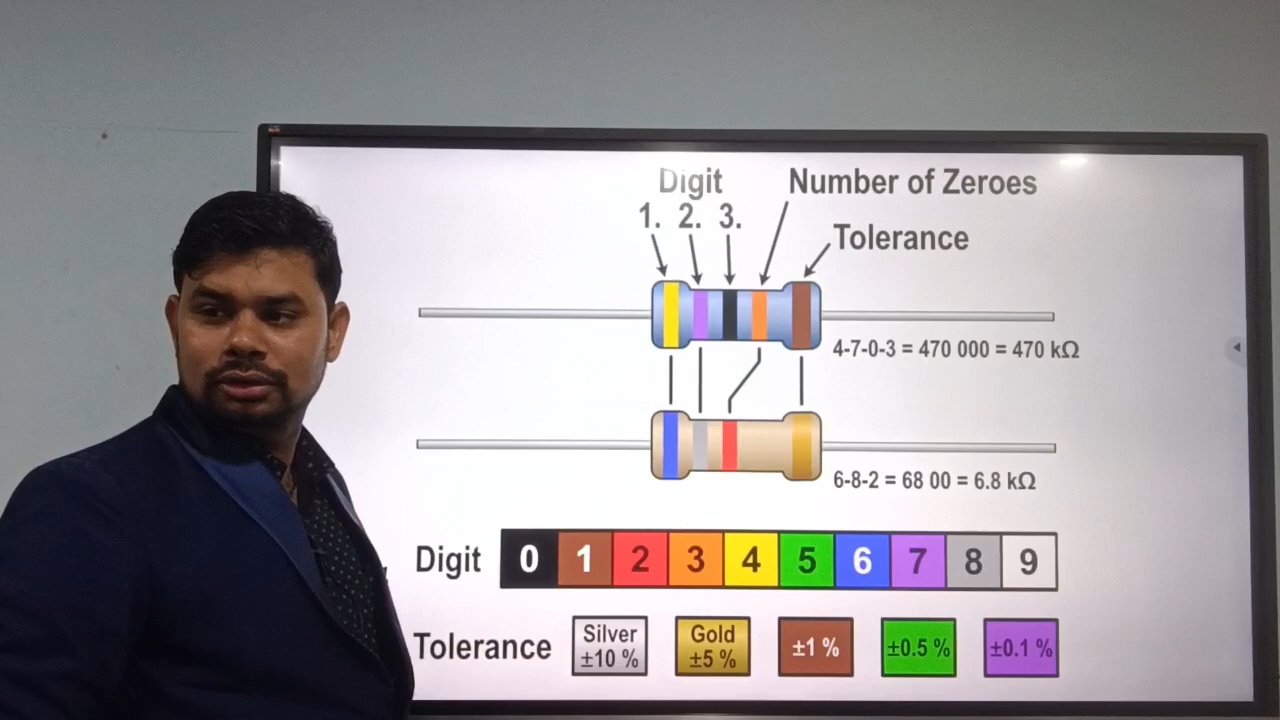 Digit
Number of Zeroes
1. 2. 3.
Tolerance
4-7-0-3 = 470 000 = 470 kΩ
6-8-2 = 68 00 = 6.8 kΩ
Digit 0 1 2 3 4 5 6 7 8 9
Tolerance
Silver
±10 %
Gold
±5 %
±1 %
±0.5 %
±0.1 %